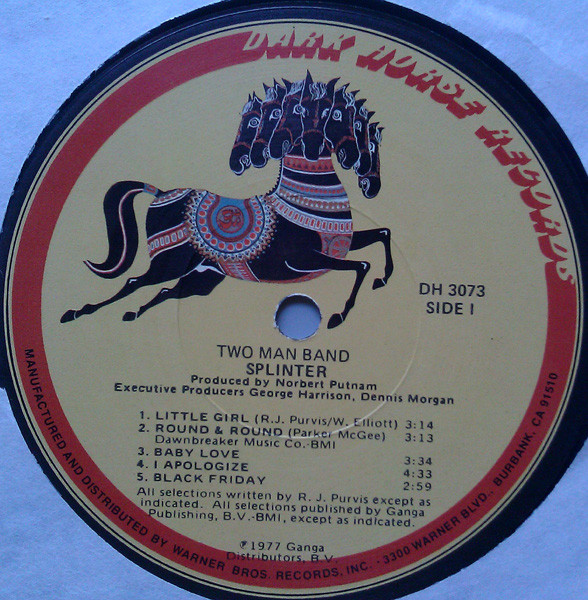 DARK HORSE RECORDS
DH 3073
SIDE I
TWO MAN BAND
SPLINTER
Produced by Norbert Putnam
Executive Producers George Harrison, Dennis Morgan
1. LITTLE GIRL (R.J. Purvis/W. Elliott) 3:14
2. ROUND & ROUND (Parker McGee) 3:13
Dawnbreaker Music Co.-BMI
3. BABY LOVE 3:34
4. I APOLOGIZE 4:33
5. BLACK FRIDAY 2:59
All selections written by R. J. Purvis except as
indicated. All selections published by Ganga
Publishing, B.V.-BMI, except as indicated.
℗1977 Ganga
Distributors, B.V.
MANUFACTURED AND DISTRIBUTED BY WARNER BROS. RECORDS, INC. • 3300 WARNER BLVD., BURBANK, CA 91510